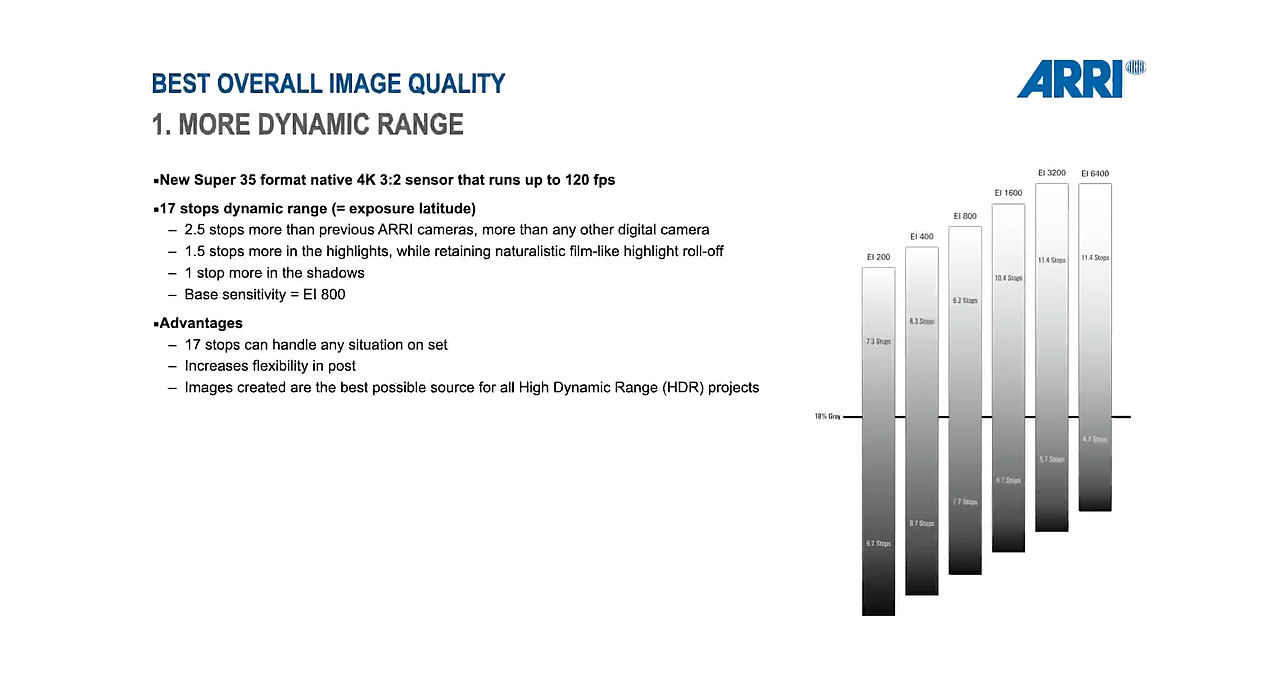 BEST OVERALL IMAGE QUALITY
ARRI
1. MORE DYNAMIC RANGE
▪New Super 35 format native 4K 3:2 sensor that runs up to 120 fps
▪17 stops dynamic range (= exposure latitude)
– 2.5 stops more than previous ARRI cameras, more than any other digital camera
– 1.5 stops more in the highlights, while retaining naturalistic film-like highlight roll-off
– 1 stop more in the shadows
– Base sensitivity = EI 800
▪Advantages
– 17 stops can handle any situation on set
– Increases flexibility in post
– Images created are the best possible source for all High Dynamic Range (HDR) projects
EI 200
EI 400
EI 800
EI 1600
EI 3200
EI 6400
7.3 Stops
8.3 Stops
9.3 Stops
10.4 Stops
11.4 Stops
11.4 Stops
18% Gray
9.7 Stops
8.7 Stops
7.7 Stops
6.7 Stops
5.7 Stops
4.7 Stops